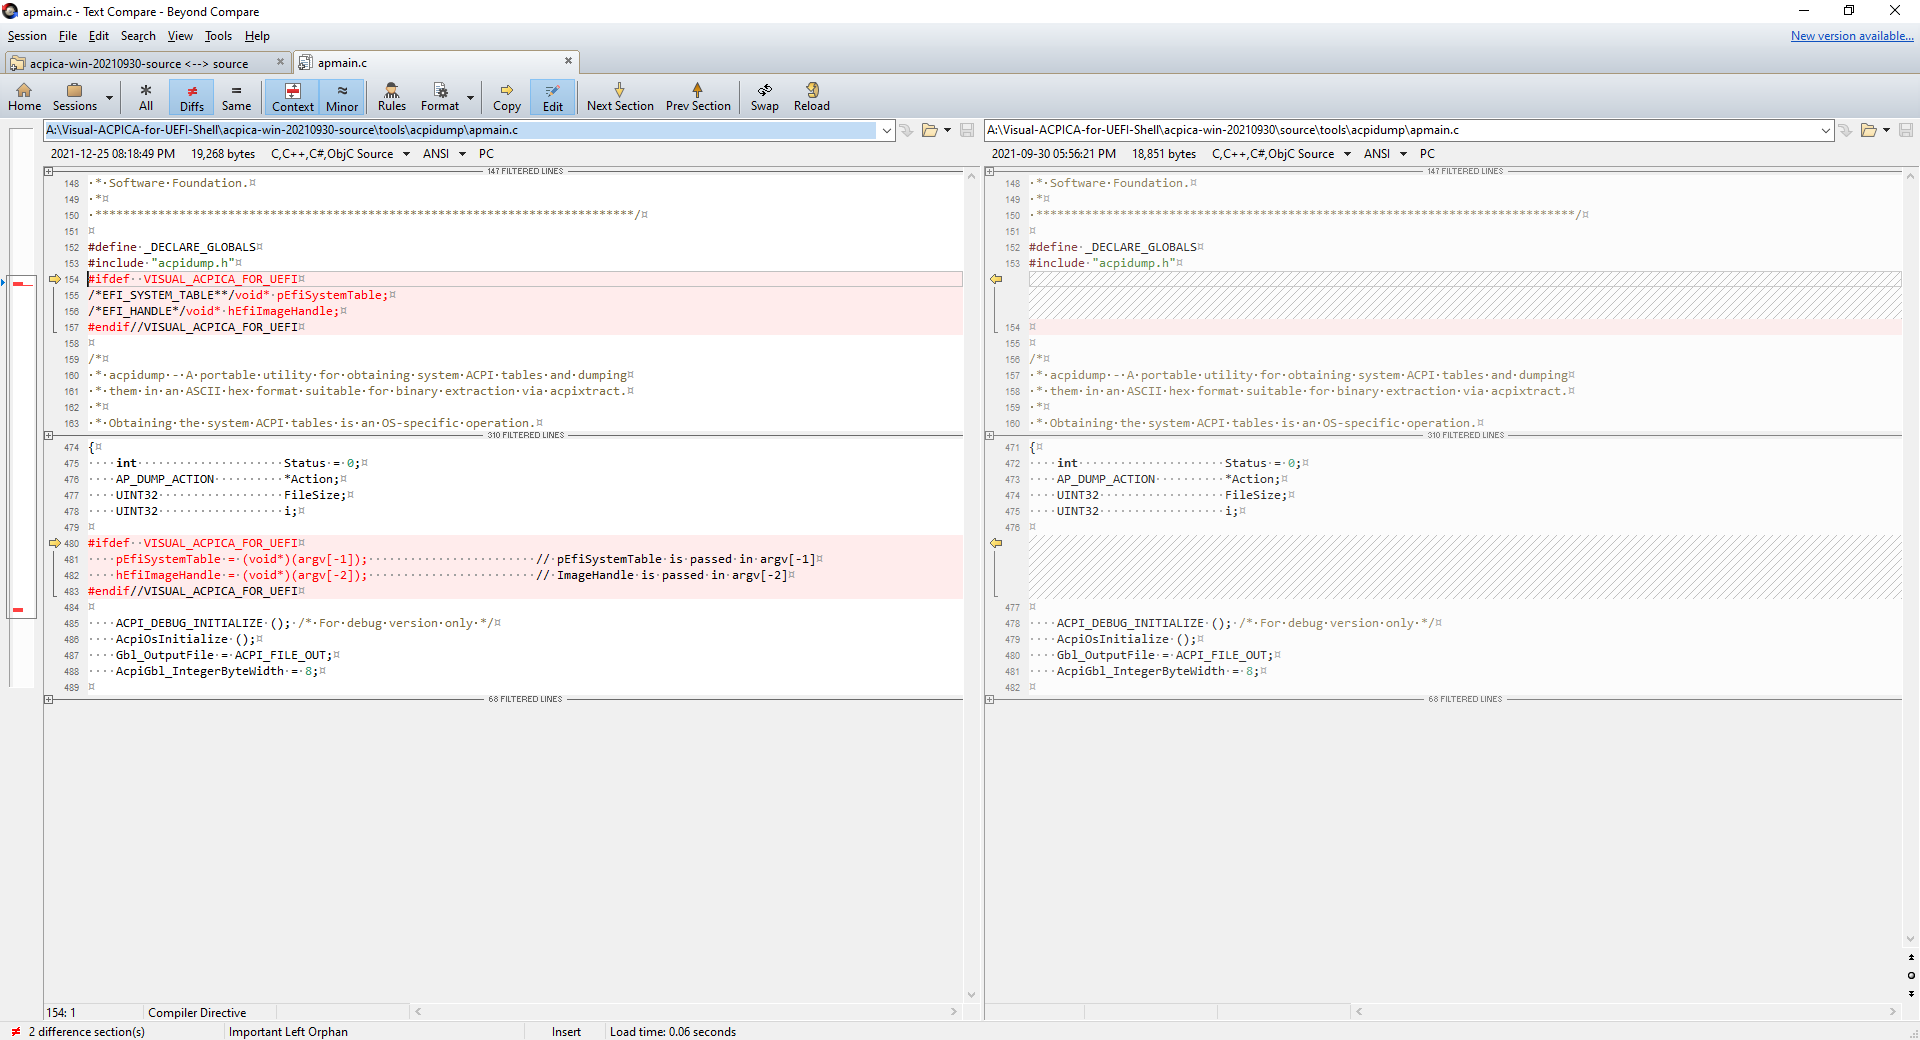 apmain.c - Text Compare - Beyond Compare
Session File Edit Search View Tools Help
New version available...
acpica-win-20210930-source <--> source
apmain.c
Home Sessions All Diffs Same Context Minor Rules Format Copy Edit Next Section Prev Section Swap Reload
A:\Visual-ACPICA-for-UEFI-Shell\acpica-win-20210930-source\tools\acpidump\apmain.c
2021-12-25 08:18:49 PM 19,268 bytes C,C++,C#,ObjC Source ANSI PC
147 FILTERED LINES
148 ·*·Software·Foundation.¤
149 ·*¤
150 ·*****************************************************************************/¤
151 ¤
152 #define·_DECLARE_GLOBALS¤
153 #include·"acpidump.h"¤
154 #ifdef··VISUAL_ACPICA_FOR_UEFI¤
155 /*EFI_SYSTEM_TABLE**/void*·pEfiSystemTable;¤
156 /*EFI_HANDLE*/void*·hEfiImageHandle;¤
157 #endif//VISUAL_ACPICA_FOR_UEFI¤
158 ¤
159 /*¤
160 ·*·acpidump·-·A·portable·utility·for·obtaining·system·ACPI·tables·and·dumping¤
161 ·*·them·in·an·ASCII·hex·format·suitable·for·binary·extraction·via·acpixtract.¤
162 ·*¤
163 ·*·Obtaining·the·system·ACPI·tables·is·an·OS-specific·operation.¤
310 FILTERED LINES
474 {¤
475 ····int·····················Status·=·0;¤
476 ····AP_DUMP_ACTION··········*Action;¤
477 ····UINT32··················FileSize;¤
478 ····UINT32··················i;¤
479 ¤
480 #ifdef··VISUAL_ACPICA_FOR_UEFI¤
481 ····pEfiSystemTable·=·(void*)(argv[-1]);························//·pEfiSystemTable·is·passed·in·argv[-1]¤
482 ····hEfiImageHandle·=·(void*)(argv[-2]);························//·ImageHandle·is·passed·in·argv[-2]¤
483 #endif//VISUAL_ACPICA_FOR_UEFI¤
484 ¤
485 ····ACPI_DEBUG_INITIALIZE·();·/*·For·debug·version·only·*/¤
486 ····AcpiOsInitialize·();¤
487 ····Gbl_OutputFile·=·ACPI_FILE_OUT;¤
488 ····AcpiGbl_IntegerByteWidth·=·8;¤
489 ¤
68 FILTERED LINES
A:\Visual-ACPICA-for-UEFI-Shell\acpica-win-20210930\source\tools\acpidump\apmain.c
2021-09-30 05:56:21 PM 18,851 bytes C,C++,C#,ObjC Source ANSI PC
147 FILTERED LINES
148 ·*·Software·Foundation.¤
149 ·*¤
150 ·*****************************************************************************/¤
151 ¤
152 #define·_DECLARE_GLOBALS¤
153 #include·"acpidump.h"¤
154 ¤
155 ¤
156 /*¤
157 ·*·acpidump·-·A·portable·utility·for·obtaining·system·ACPI·tables·and·dumping¤
158 ·*·them·in·an·ASCII·hex·format·suitable·for·binary·extraction·via·acpixtract.¤
159 ·*¤
160 ·*·Obtaining·the·system·ACPI·tables·is·an·OS-specific·operation.¤
310 FILTERED LINES
471 {¤
472 ····int·····················Status·=·0;¤
473 ····AP_DUMP_ACTION··········*Action;¤
474 ····UINT32··················FileSize;¤
475 ····UINT32··················i;¤
476 ¤
477 ¤
478 ····ACPI_DEBUG_INITIALIZE·();·/*·For·debug·version·only·*/¤
479 ····AcpiOsInitialize·();¤
480 ····Gbl_OutputFile·=·ACPI_FILE_OUT;¤
481 ····AcpiGbl_IntegerByteWidth·=·8;¤
482 ¤
68 FILTERED LINES
154: 1 Compiler Directive
2 difference section(s) Important Left Orphan Insert Load time: 0.06 seconds